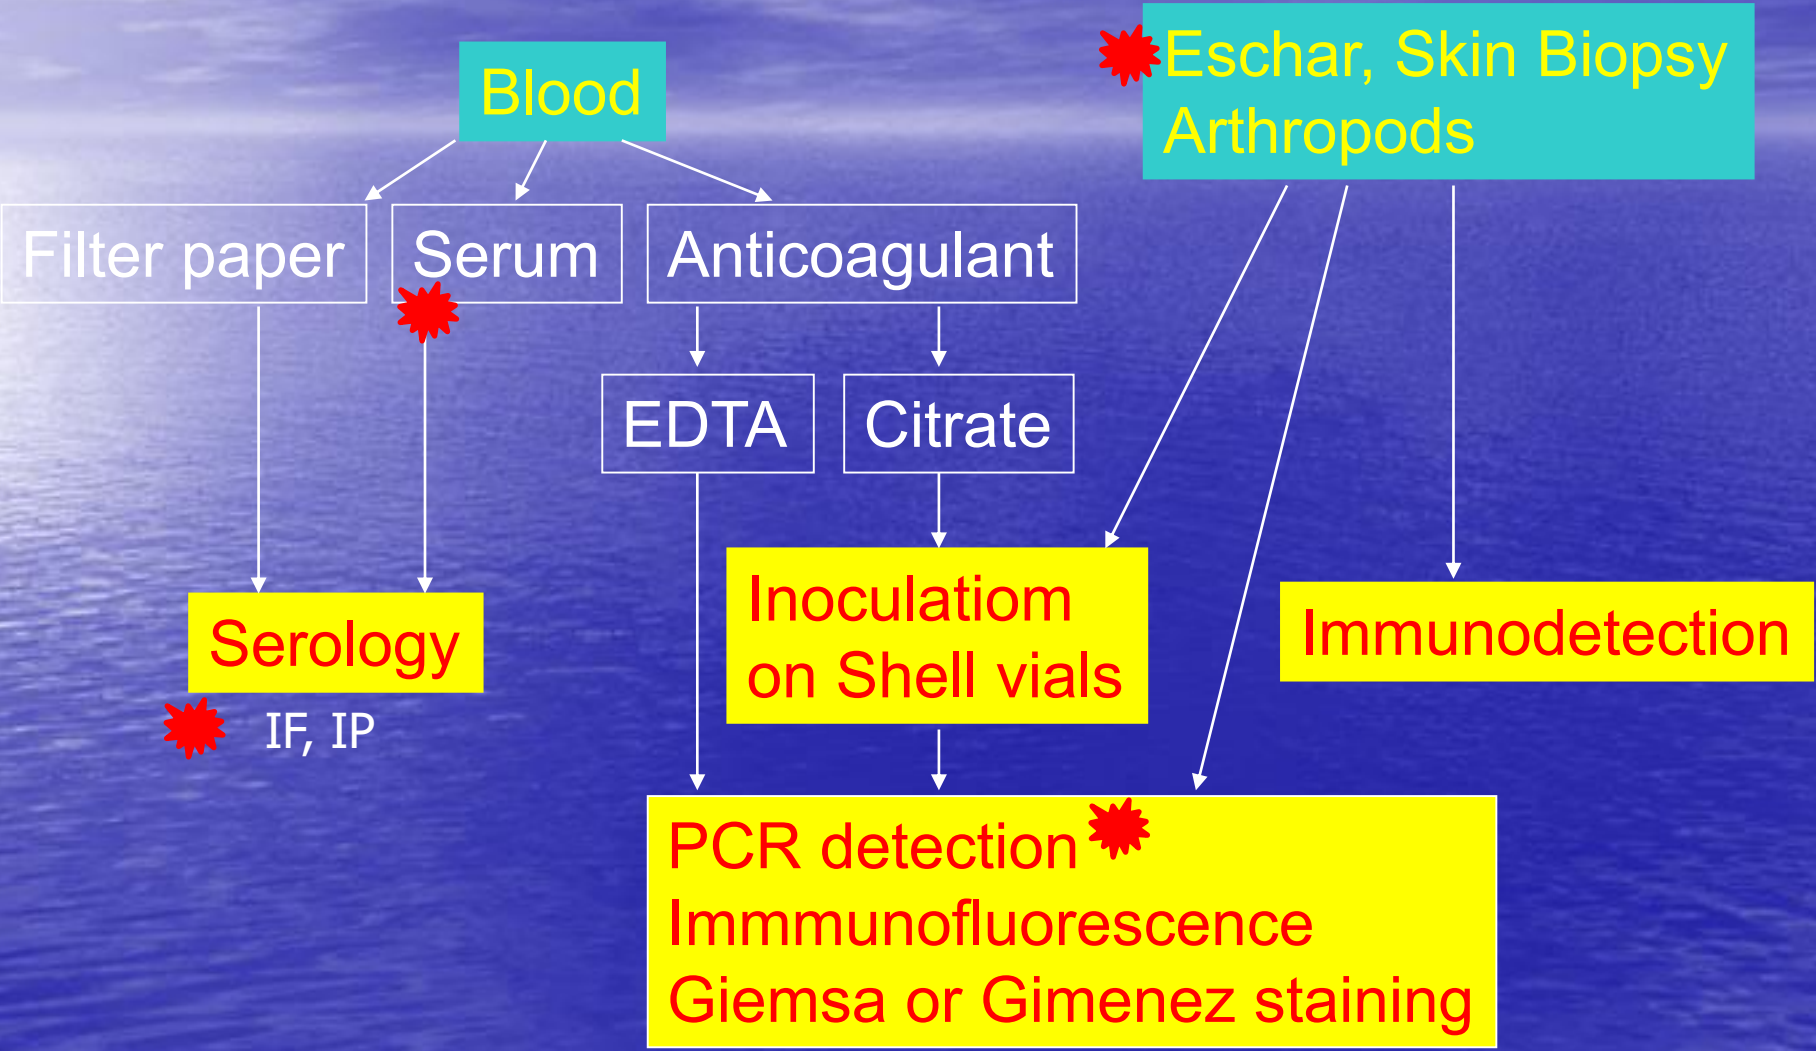 Blood
Eschar, Skin Biopsy
Arthropods
Filter paper
Serum
Anticoagulant
EDTA
Citrate
Inoculatiom
on Shell vials
Serology
Immunodetection
IF, IP
PCR detection
Immmunofluorescence
Giemsa or Gimenez staining